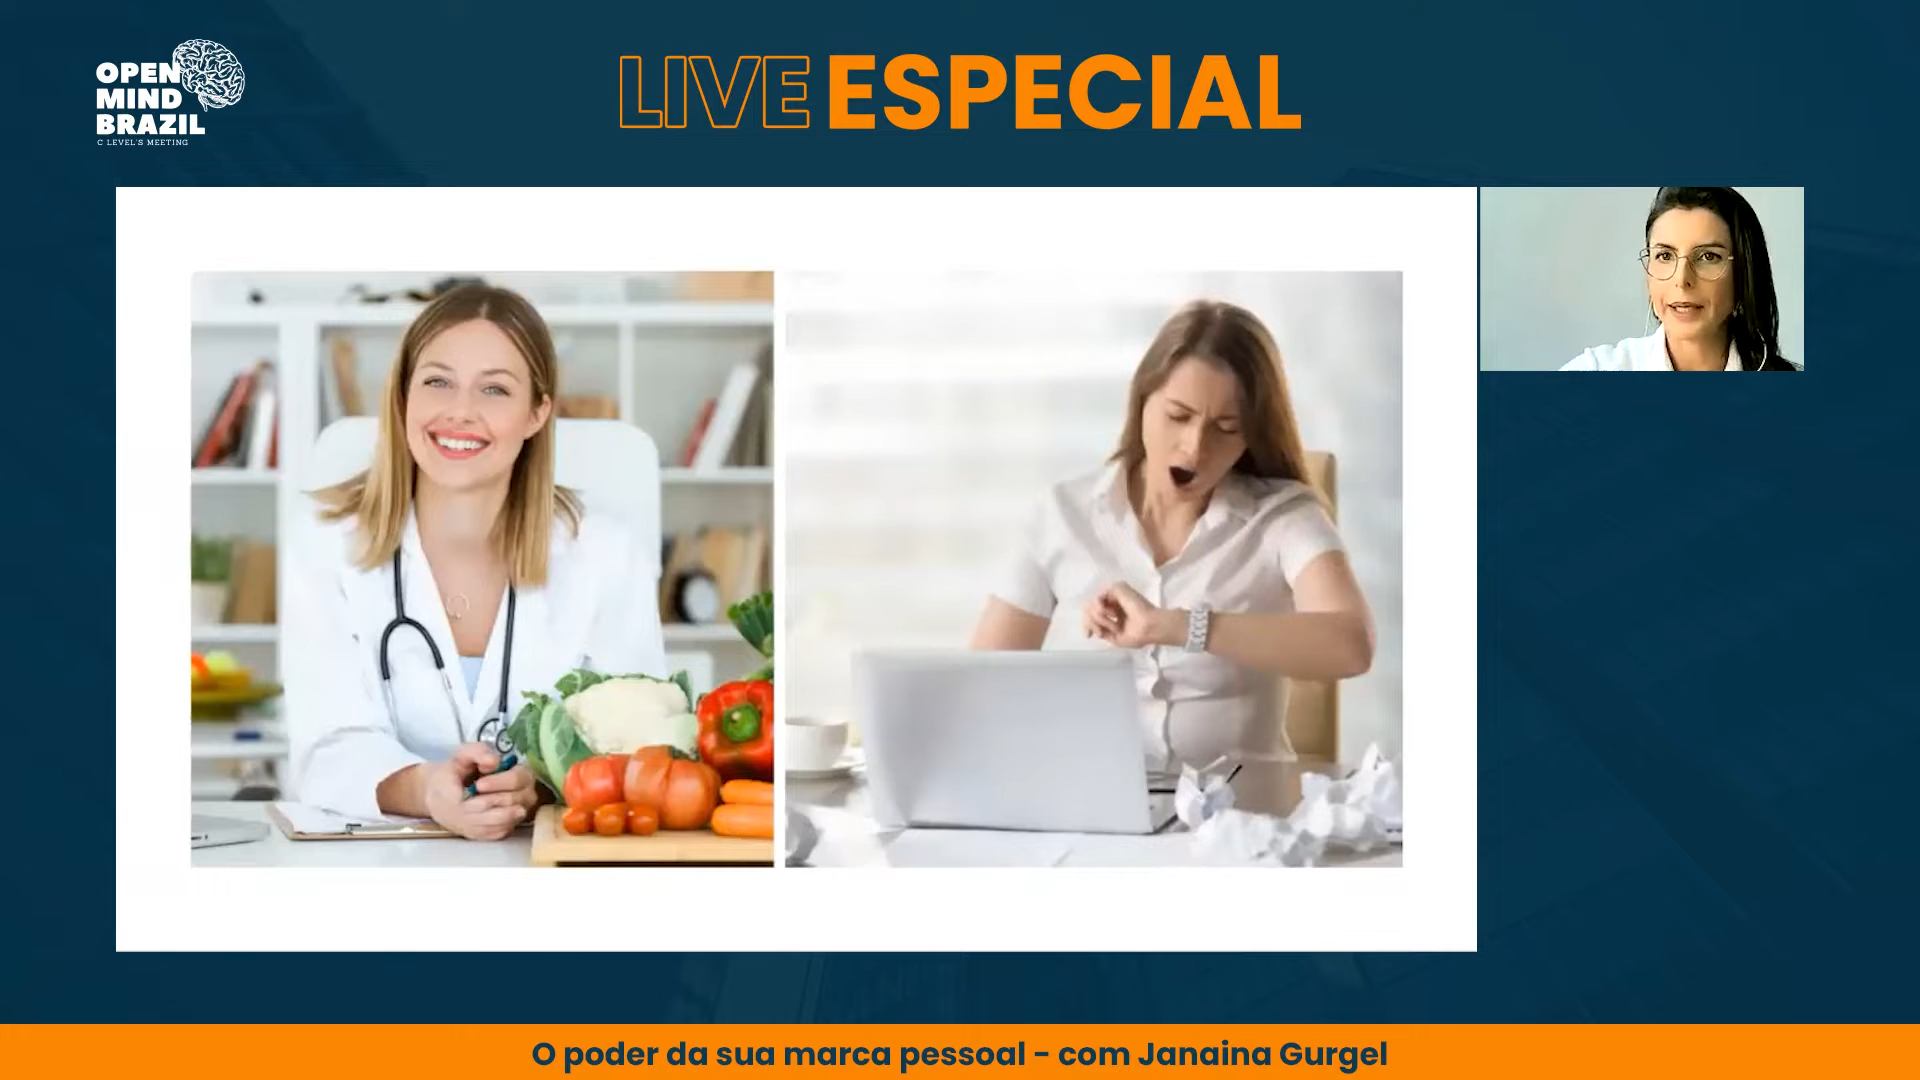 OPEN
MIND
BRAZIL
C LEVEL'S MEETING
LIVE ESPECIAL
O poder da sua marca pessoal - com Janaina Gurgel